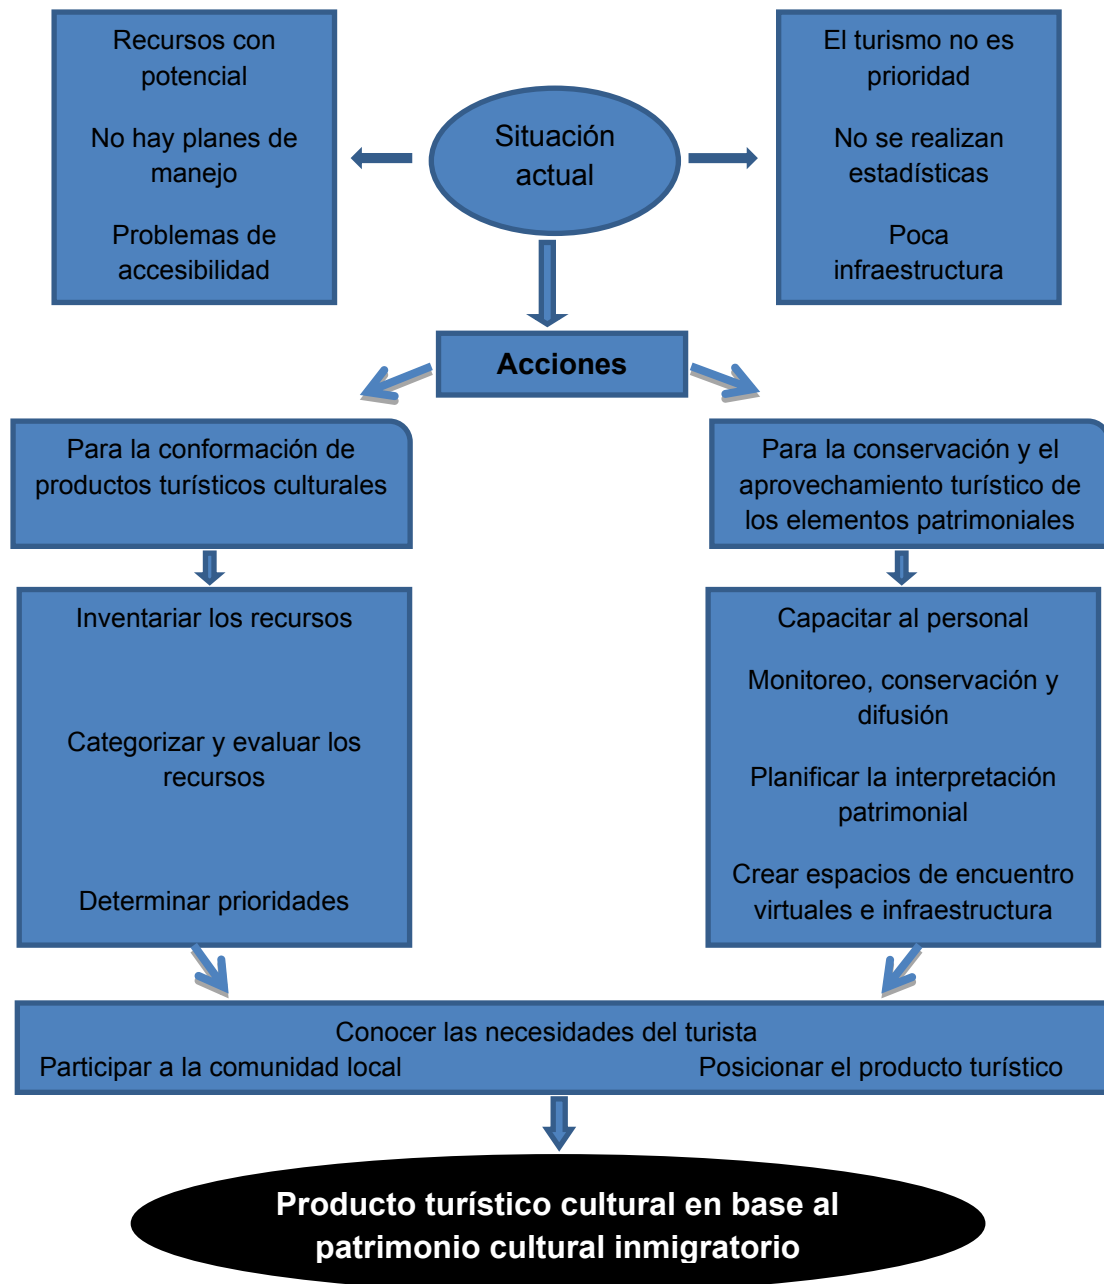 Recursos con
potencial
No hay planes de
manejo
Problemas de
accesibilidad
Situación
actual
El turismo no es
prioridad
No se realizan
estadísticas
Poca
infraestructura
Acciones
Para la conformación de
productos turísticos culturales
Para la conservación y el
aprovechamiento turístico de
los elementos patrimoniales
Inventariar los recursos
Categorizar y evaluar los
recursos
Determinar prioridades
Capacitar al personal
Monitoreo, conservación y
difusión
Planificar la interpretación
patrimonial
Crear espacios de encuentro
virtuales e infraestructura
Conocer las necesidades del turista
Participar a la comunidad local
Posicionar el producto turístico
Producto turístico cultural en base al
patrimonio cultural inmigratorio